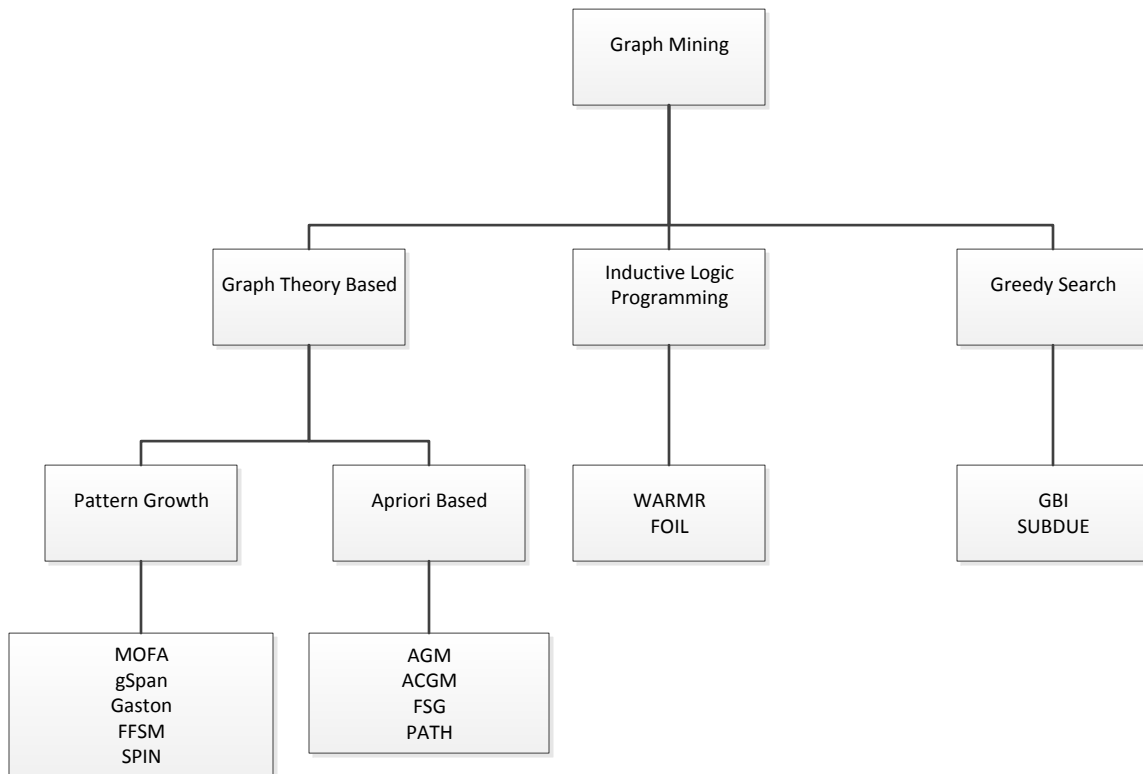 Graph Mining
Graph Theory Based
Inductive Logic
Programming
Greedy Search
Pattern Growth
Apriori Based
WARMR
FOIL
GBI
SUBDUE
MOFA
gSpan
Gaston
FFSM
SPIN
AGM
ACGM
FSG
PATH